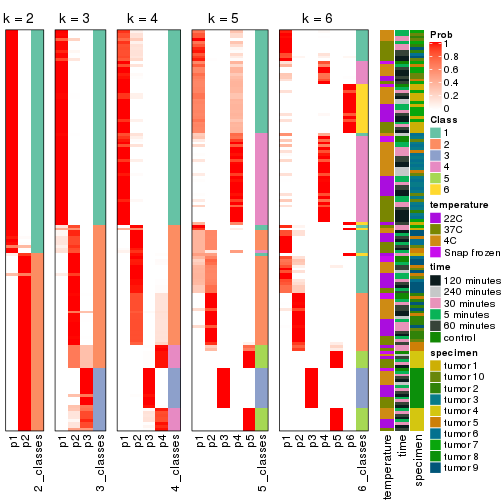 k = 2
k = 3
k = 4
k = 5
k = 6
Prob
1
0.8
0.6
0.4
0.2
0
Class
1
2
3
4
5
6
temperature
22C
37C
4C
Snap frozen
time
120 minutes
240 minutes
30 minutes
5 minutes
60 minutes
control
specimen
tumor 1
tumor 10
tumor 2
tumor 3
tumor 4
tumor 5
tumor 6
tumor 7
tumor 8
tumor 9
p1
p2
2_classes
p1
p2
p3
3_classes
p1
p2
p3
p4
4_classes
p1
p2
p3
p4
p5
5_classes
p1
p2
p3
p4
p5
p6
6_classes
temperature
time
specimen